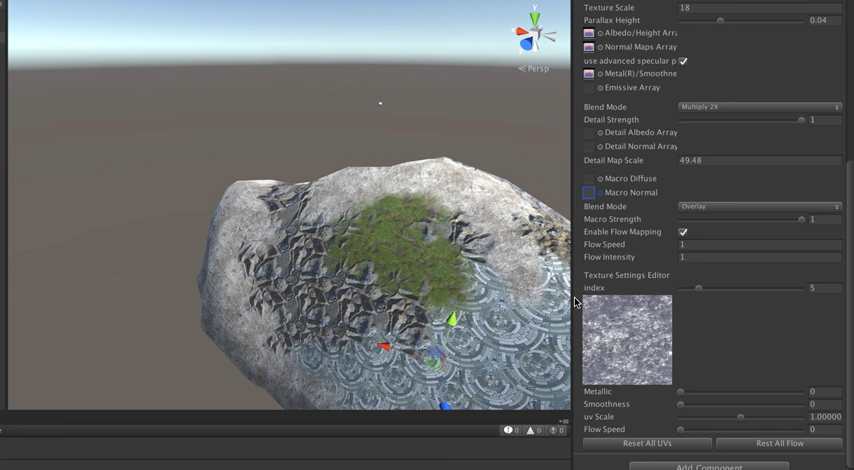 y
< Persp
Texture Scale 18
Parallax Height 0.04
Albedo/Height Arra
Normal Maps Array
use advanced specular p
Metal(R)/Smoothne
Emissive Array
Blend Mode Multiply 2X
Detail Strength 1
Detail Albedo Array
Detail Normal Array
Detail Map Scale 49.48
Macro Diffuse
Macro Normal
Blend Mode Overlay
Macro Strength 1
Enable Flow Mapping
Flow Speed 1
Flow Intensity 1
Texture Settings Editor
index 5
Metallic 0
Smoothness 0
uv Scale 1.00000
Flow Speed 0
Reset All UVs Rest All Flow
0 0 0
Add Component